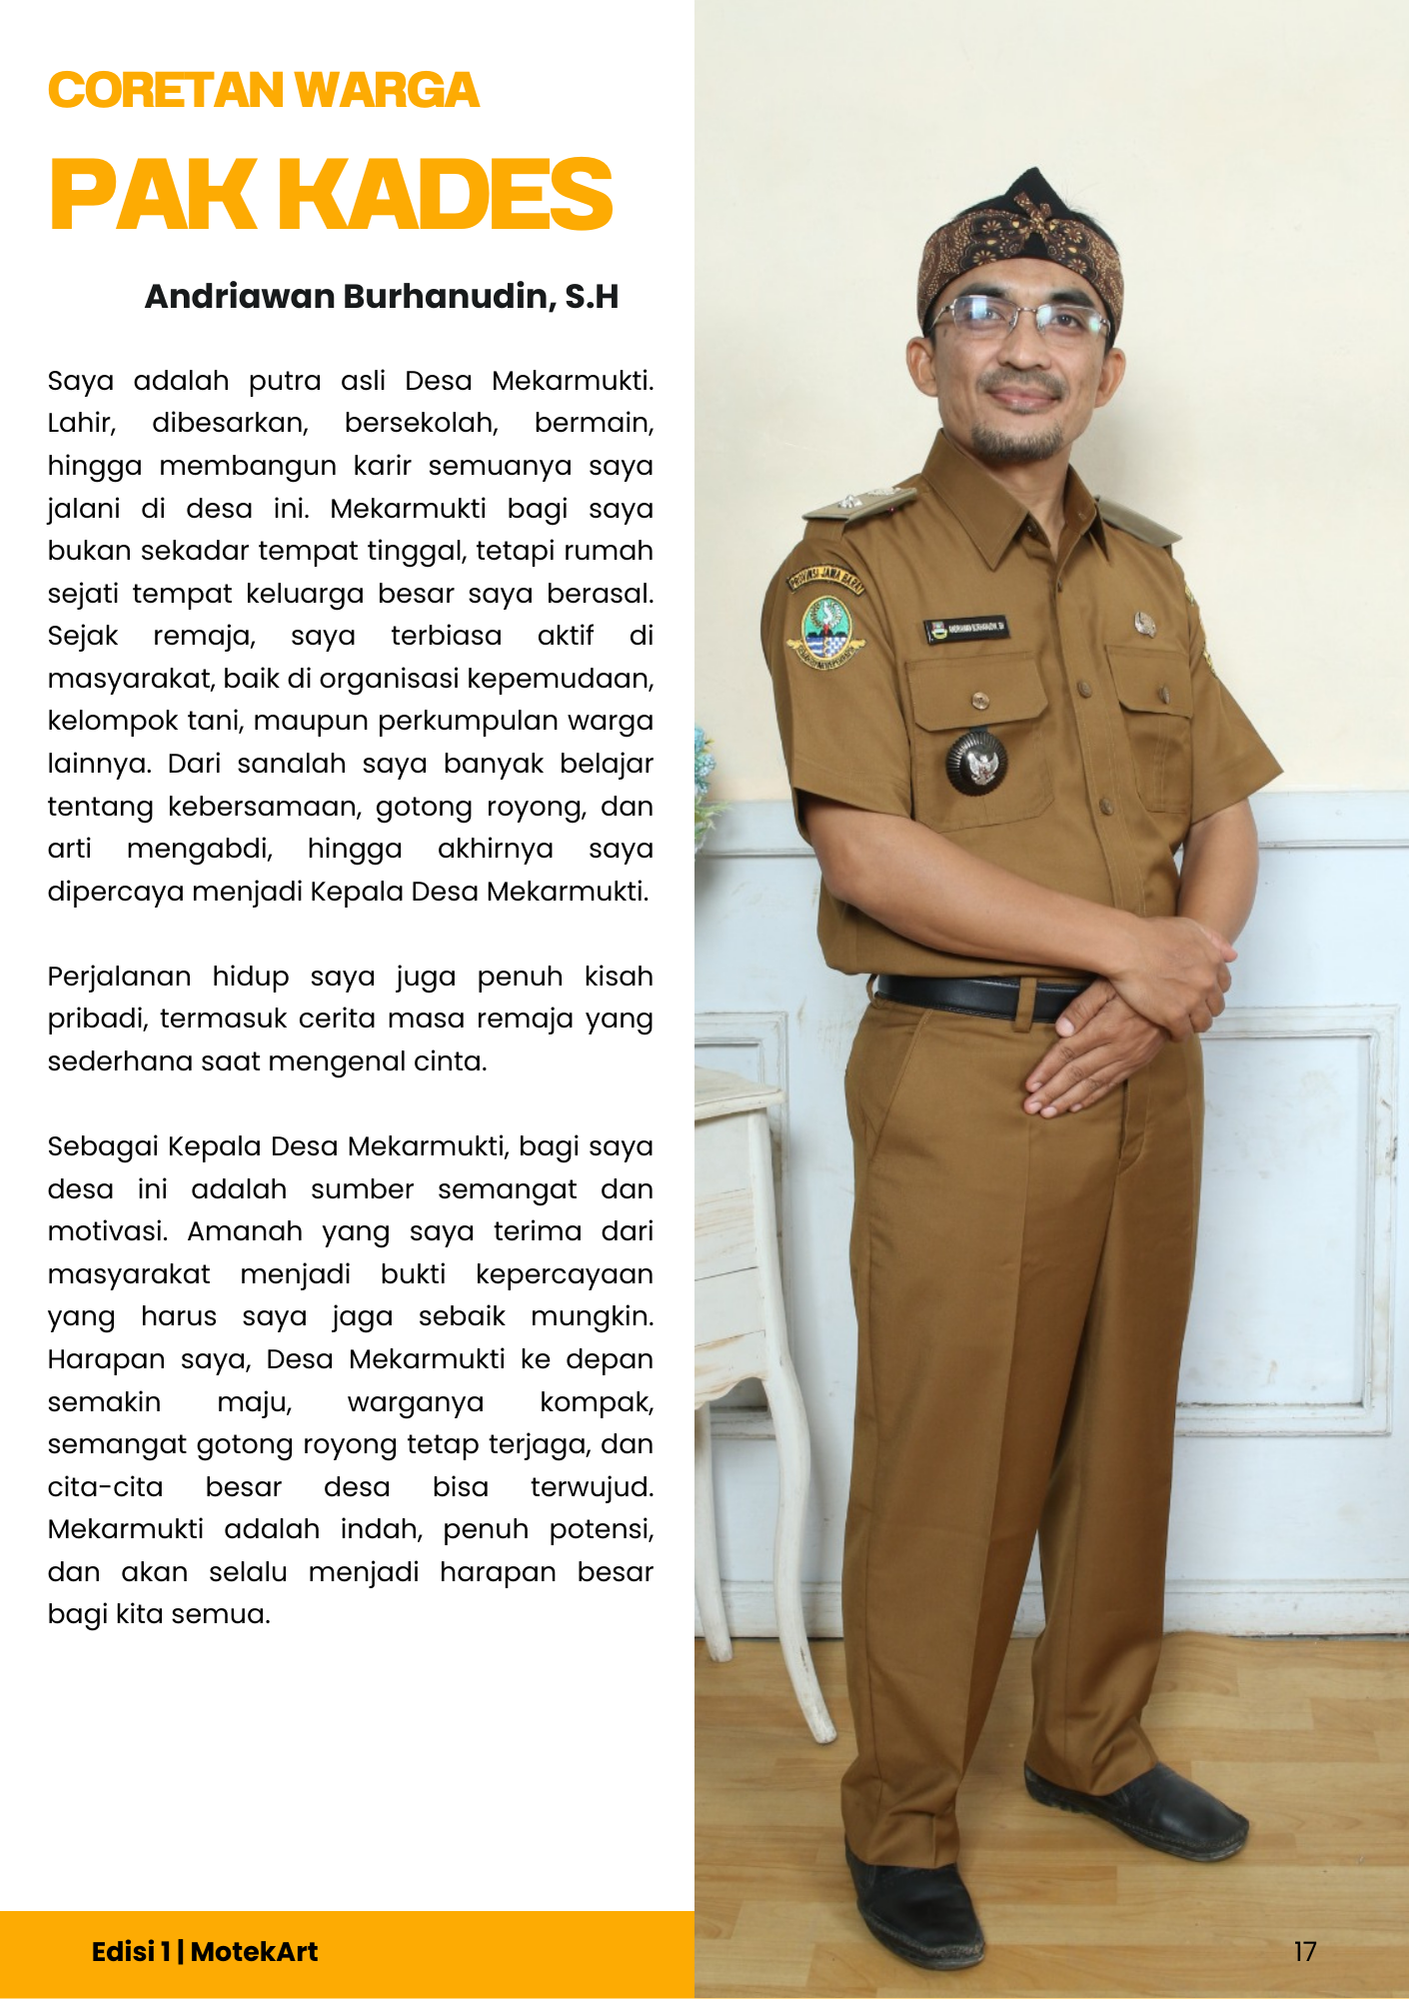 CORETAN WARGA
PAK KADES
Andriawan Burhanudin, S.H
Saya adalah putra asli Desa Mekarmukti.
Lahir, dibesarkan, bersekolah, bermain,
hingga membangun karir semuanya saya
jalani di desa ini. Mekarmukti bagi saya
bukan sekadar tempat tinggal, tetapi rumah
sejati tempat keluarga besar saya berasal.
Sejak remaja, saya terbiasa aktif di
masyarakat, baik di organisasi kepemudaan,
kelompok tani, maupun perkumpulan warga
lainnya. Dari sanalah saya banyak belajar
tentang kebersamaan, gotong royong, dan
arti mengabdi, hingga akhirnya saya
dipercaya menjadi Kepala Desa Mekarmukti.
Perjalanan hidup saya juga penuh kisah
pribadi, termasuk cerita masa remaja yang
sederhana saat mengenal cinta.
Sebagai Kepala Desa Mekarmukti, bagi saya
desa ini adalah sumber semangat dan
motivasi. Amanah yang saya terima dari
masyarakat menjadi bukti kepercayaan
yang harus saya jaga sebaik mungkin.
Harapan saya, Desa Mekarmukti ke depan
semakin maju, warganya kompak,
semangat gotong royong tetap terjaga, dan
cita-cita besar desa bisa terwujud.
Mekarmukti adalah indah, penuh potensi,
dan akan selalu menjadi harapan besar
bagi kita semua.
PROVINSI JAWA BARAT
ANDRIAWAN BURHANUDIN, SH
Edisi 1 | MotekArt
17